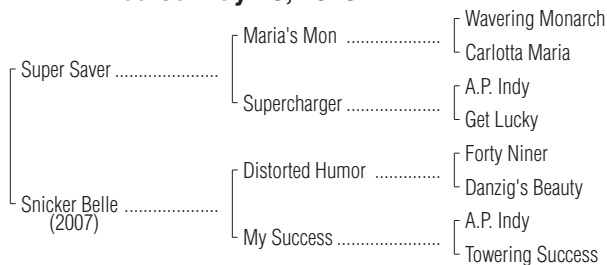 Wavering Monarch
Maria's Mon ...................
Carlotta Maria
Super Saver .....................
A.P. Indy
Supercharger ....................
Get Lucky
Forty Niner
Distorted Humor .............
Danzig's Beauty
Snicker Belle ...................
(2007)
A.P. Indy
My Success .....................
Towering Success